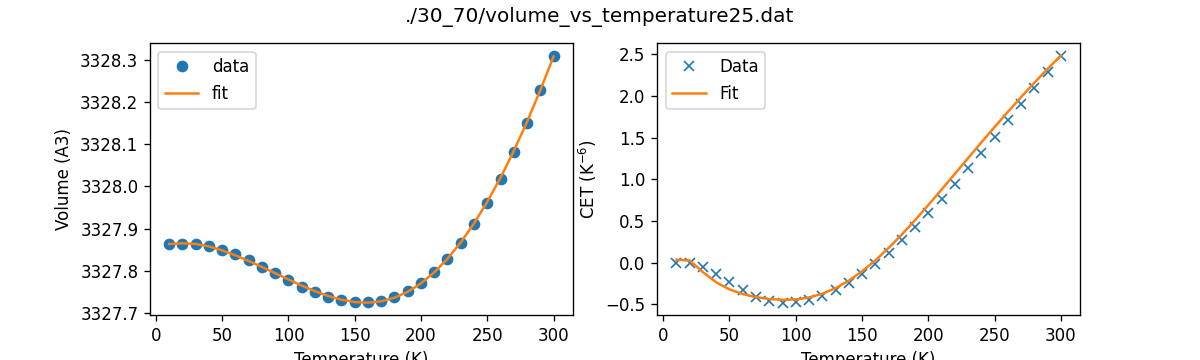 ./30_70/volume_vs_temperature25.dat
Volume (A3)
3328.3
3328.2
3328.1
3328.0
3327.9
3327.8
3327.7
data
fit
0 50 100 150 200 250 300
Temperature (K)
CET (K⁻⁶)
2.5
2.0
1.5
1.0
0.5
0.0
−0.5
Data
Fit
0 50 100 150 200 250 300
Temperature (K)